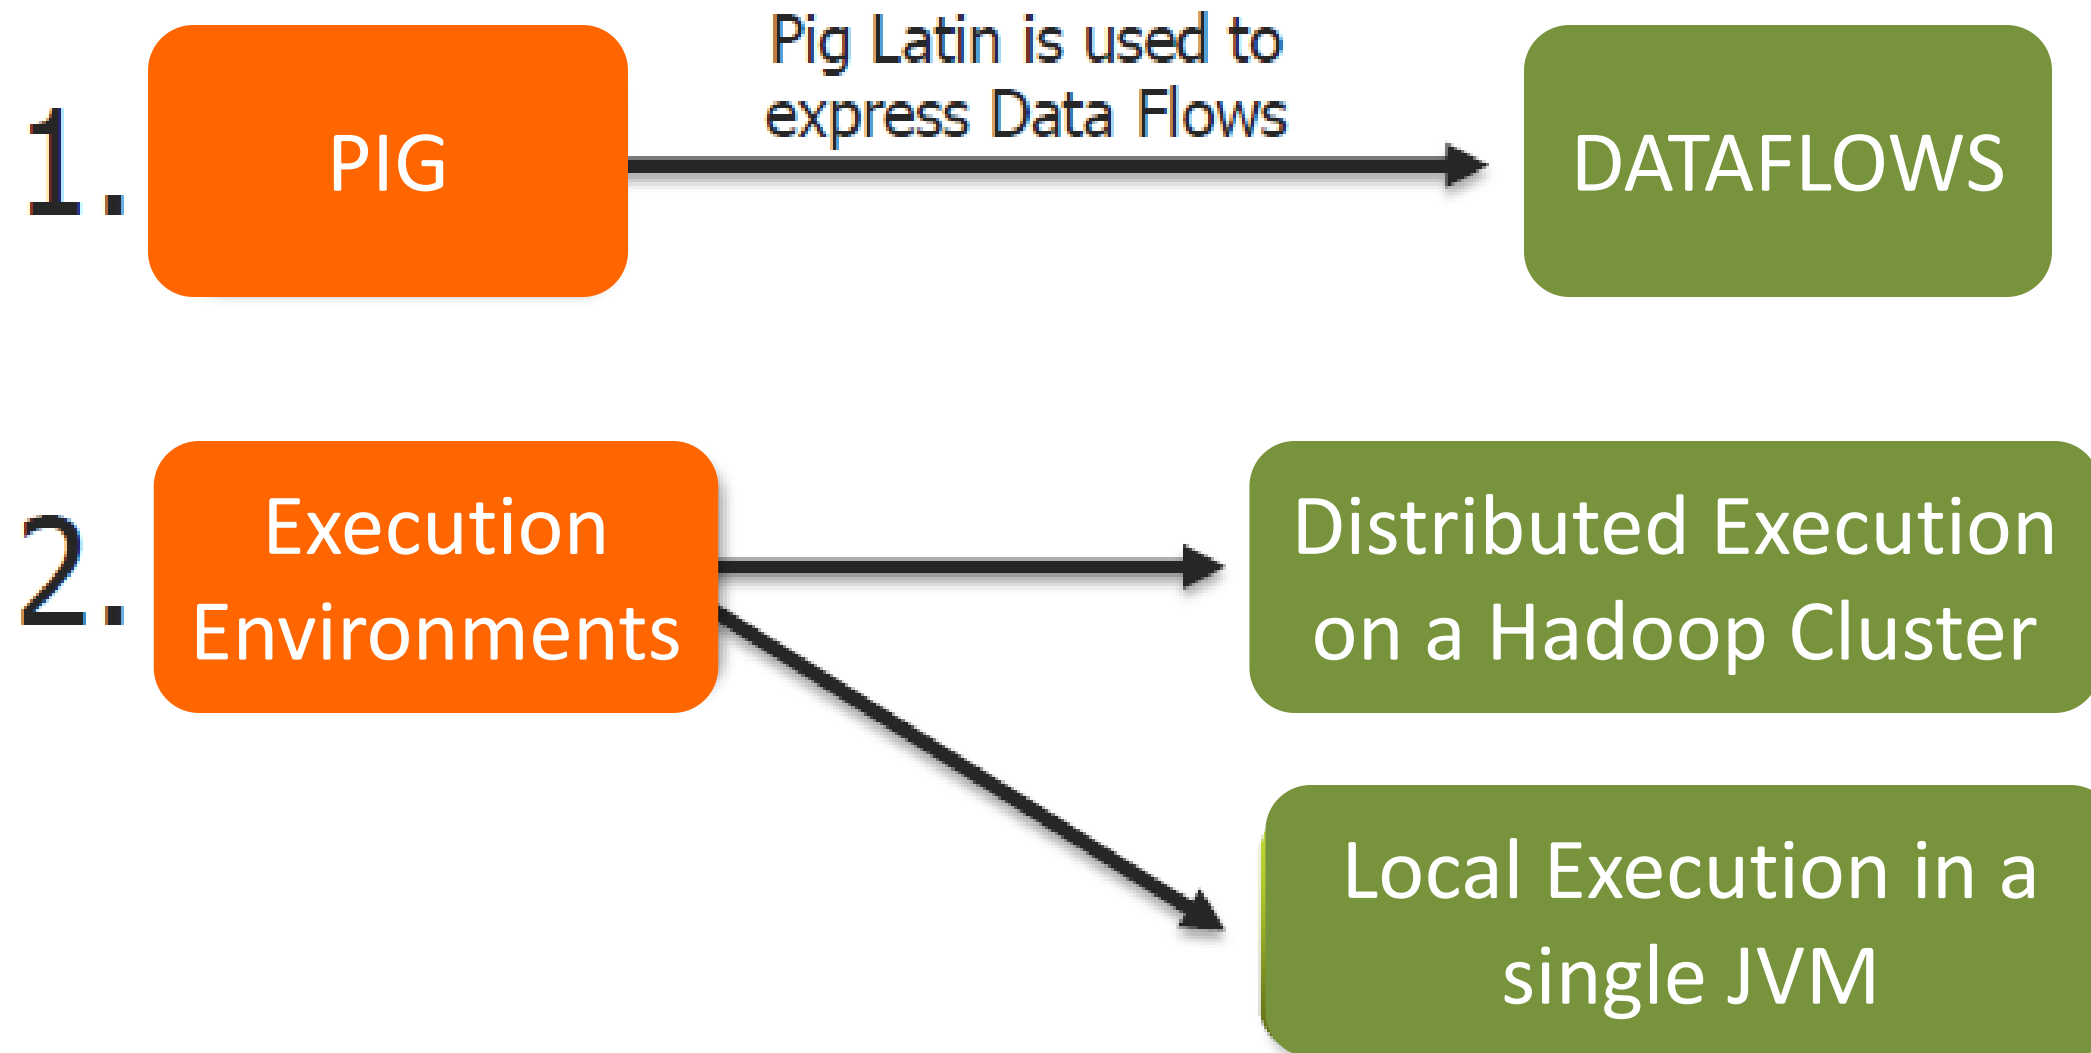 Pig Latin is used to
express Data Flows
1.
PIG
DATAFLOWS
2.
Execution
Environments
Distributed Execution
on a Hadoop Cluster
Local Execution in a
single JVM